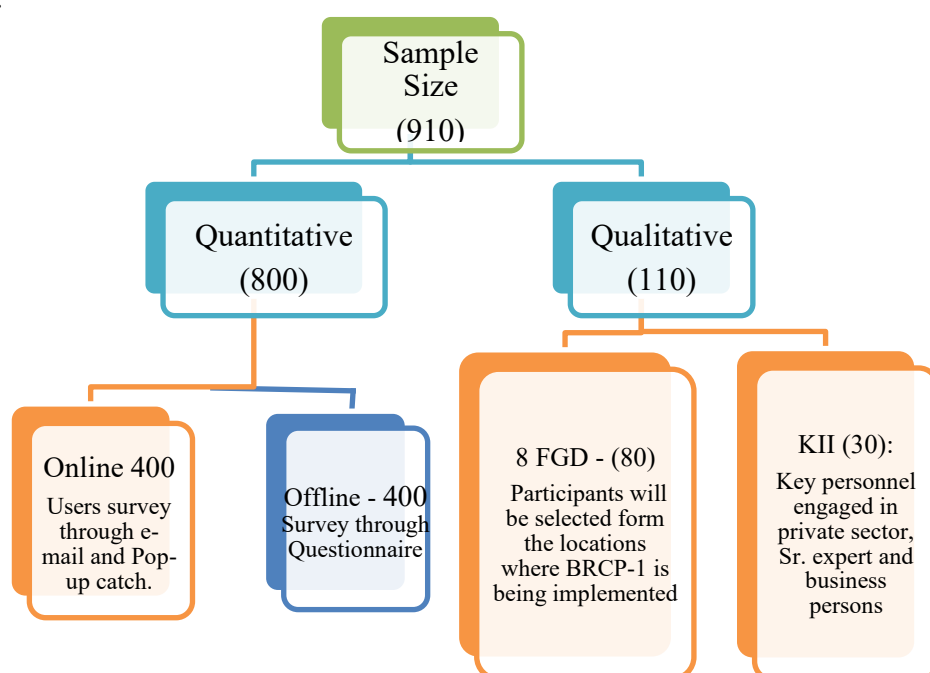 Sample
Size
(910)
Quantitative
(800)
Qualitative
(110)
Online 400
Users survey
through e-
mail and Pop-
up catch.
Offline - 400
Survey through
Questionnaire
8 FGD - (80)
Participants will
be selected form
the locations
where BRCP-1 is
being implemented
KII (30):
Key personnel
engaged in
private sector,
Sr. expert and
business
persons